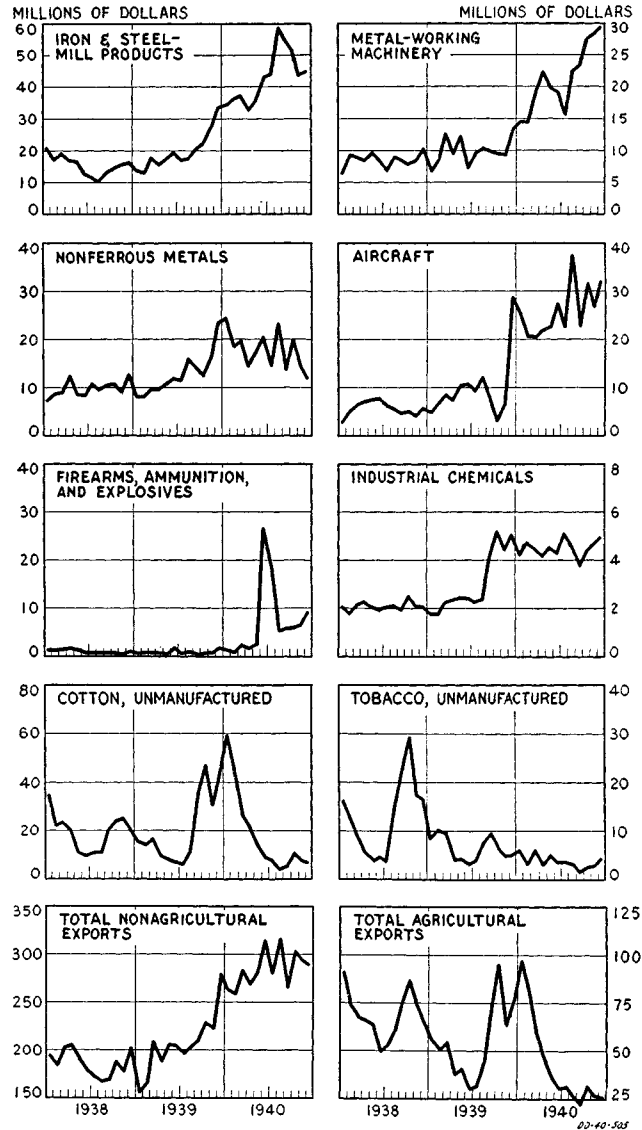 MILLIONS OF DOLLARS
MILLIONS OF DOLLARS
60
50
40
30
20
10
0
IRON & STEEL-
MILL PRODUCTS
METAL-WORKING
MACHINERY
30
25
20
15
10
5
0
40
30
20
10
0
NONFERROUS METALS
AIRCRAFT
40
30
20
10
0
40
30
20
10
0
FIREARMS, AMMUNITION,
AND EXPLOSIVES
INDUSTRIAL CHEMICALS
8
6
4
2
0
80
60
40
20
0
COTTON, UNMANUFACTURED
TOBACCO, UNMANUFACTURED
40
30
20
10
0
350
300
250
200
150
TOTAL NONAGRICULTURAL
EXPORTS
TOTAL AGRICULTURAL
EXPORTS
125
100
75
50
25
1938 1939 1940
1938 1939 1940
DD-40-505